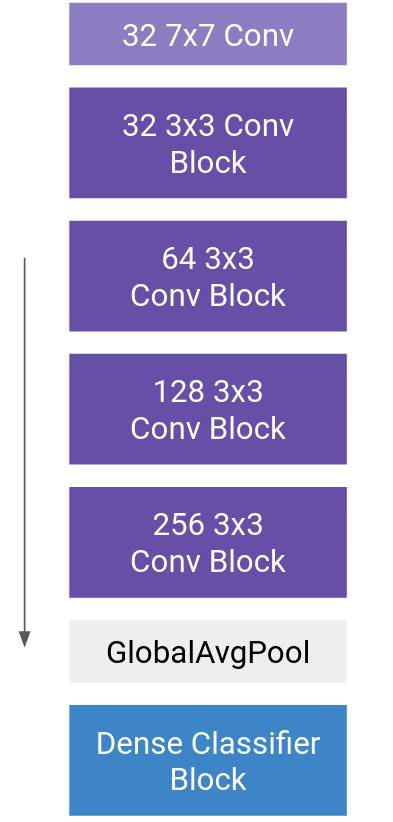 32 7x7 Conv
32 3x3 Conv
Block
64 3x3
Conv Block
128 3x3
Conv Block
256 3x3
Conv Block
GlobalAvgPool
Dense Classifier
Block